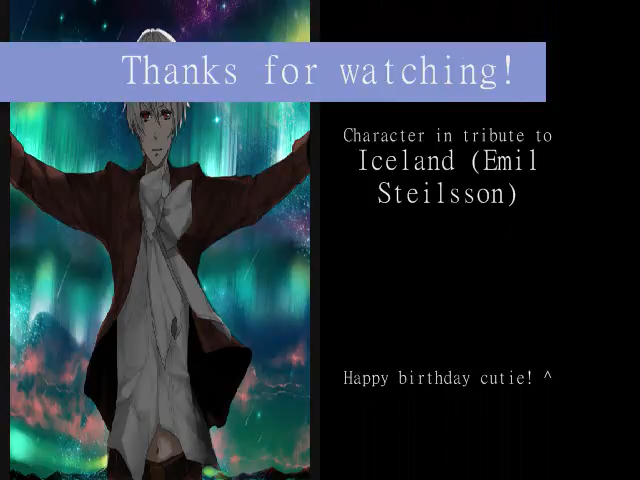 Thanks for watching!
Character in tribute to
Iceland (Emil
Steilsson)
Happy birthday cutie! ^